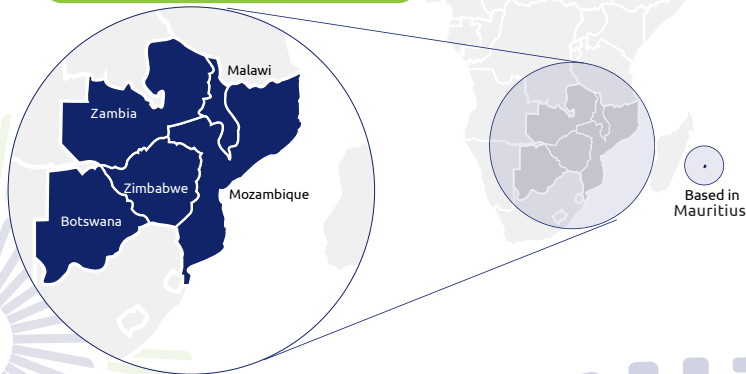 Malawi
Zambia
Zimbabwe
Mozambique
Botswana
Based in
Mauritius